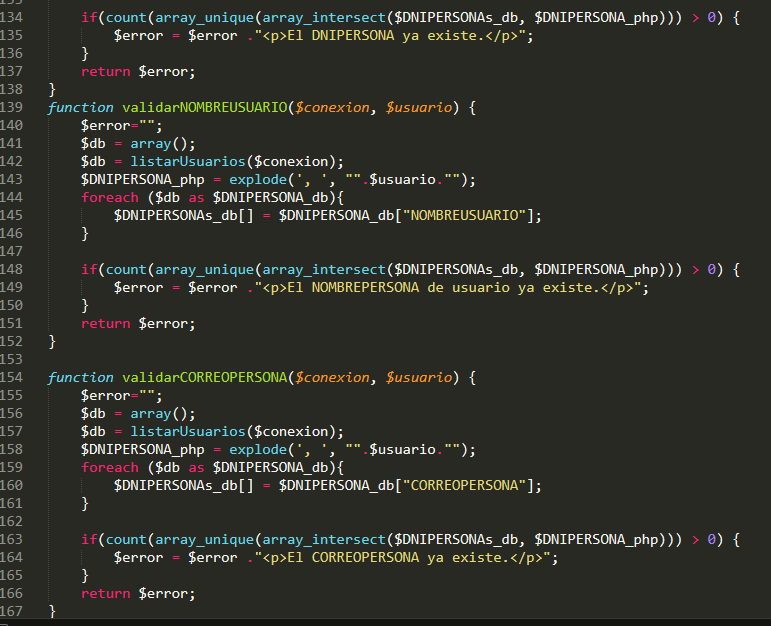 134 if(count(array_unique(array_intersect($DNIPERSONAs_db, $DNIPERSONA_php))) > 0) {
135 $error = $error ."<p>El DNIPERSONA ya existe.</p>";
136 }
137 return $error;
138 }
139 function validarNOMBREUSUARIO($conexion, $usuario) {
140 $error="";
141 $db = array();
142 $db = listarUsuarios($conexion);
143 $DNIPERSONA_php = explode(', ', "".$usuario."");
144 foreach ($db as $DNIPERSONA_db){
145 $DNIPERSONAs_db[] = $DNIPERSONA_db["NOMBREUSUARIO"];
146 }
147
148 if(count(array_unique(array_intersect($DNIPERSONAs_db, $DNIPERSONA_php))) > 0) {
149 $error = $error ."<p>El NOMBREPERSONA de usuario ya existe.</p>";
150 }
151 return $error;
152 }
153
154 function validarCORREOPERSONA($conexion, $usuario) {
155 $error="";
156 $db = array();
157 $db = listarUsuarios($conexion);
158 $DNIPERSONA_php = explode(', ', "".$usuario."");
159 foreach ($db as $DNIPERSONA_db){
160 $DNIPERSONAs_db[] = $DNIPERSONA_db["CORREOPERSONA"];
161 }
162
163 if(count(array_unique(array_intersect($DNIPERSONAs_db, $DNIPERSONA_php))) > 0) {
164 $error = $error ."<p>El CORREOPERSONA ya existe.</p>";
165 }
166 return $error;
167 }